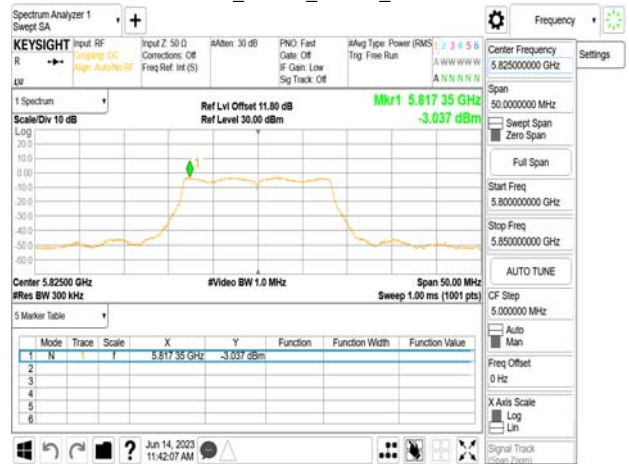 Spectrum Analyzer 1
Swept SA
Frequency
KEYSIGHT
R
Input: RF
Coupling: DC
Align: Auto/No RF
Input Z: 50 Ω
Corrections: Off
Freq Ref: Int (S)
#Atten: 30 dB
PNO: Fast
Gate: Off
IF Gain: Low
Sig Track: Off
#Avg Type: Power (RMS)
Trig: Free Run
1 2 3 4 5 6
A W W W W W
A N N N N N
Center Frequency
5.825000000 GHz
Settings
Span
50.0000000 MHz
Swept Span
Zero Span
Full Span
Start Freq
5.800000000 GHz
Stop Freq
5.850000000 GHz
AUTO TUNE
CF Step
5.000000 MHz
Auto
Man
Freq Offset
0 Hz
X Axis Scale
Log
Lin
Signal Track
(Span Zoom)
1 Spectrum
Scale/Div 10 dB
Ref Lvl Offset 11.80 dB
Ref Level 30.00 dBm
Mkr1 5.817 35 GHz
-3.037 dBm
Log
20.0
10.0
0.00
-10.0
-20.0
-30.0
-40.0
-50.0
-60.0
1
Center 5.82500 GHz
#Res BW 300 kHz
#Video BW 1.0 MHz
Span 50.00 MHz
Sweep 1.00 ms (1001 pts)
5 Marker Table
Mode Trace Scale X Y Function Function Width Function Value
1 N 1 f 5.817 35 GHz -3.037 dBm
2
3
4
5
6
Jun 14, 2023
11:42:07 AM